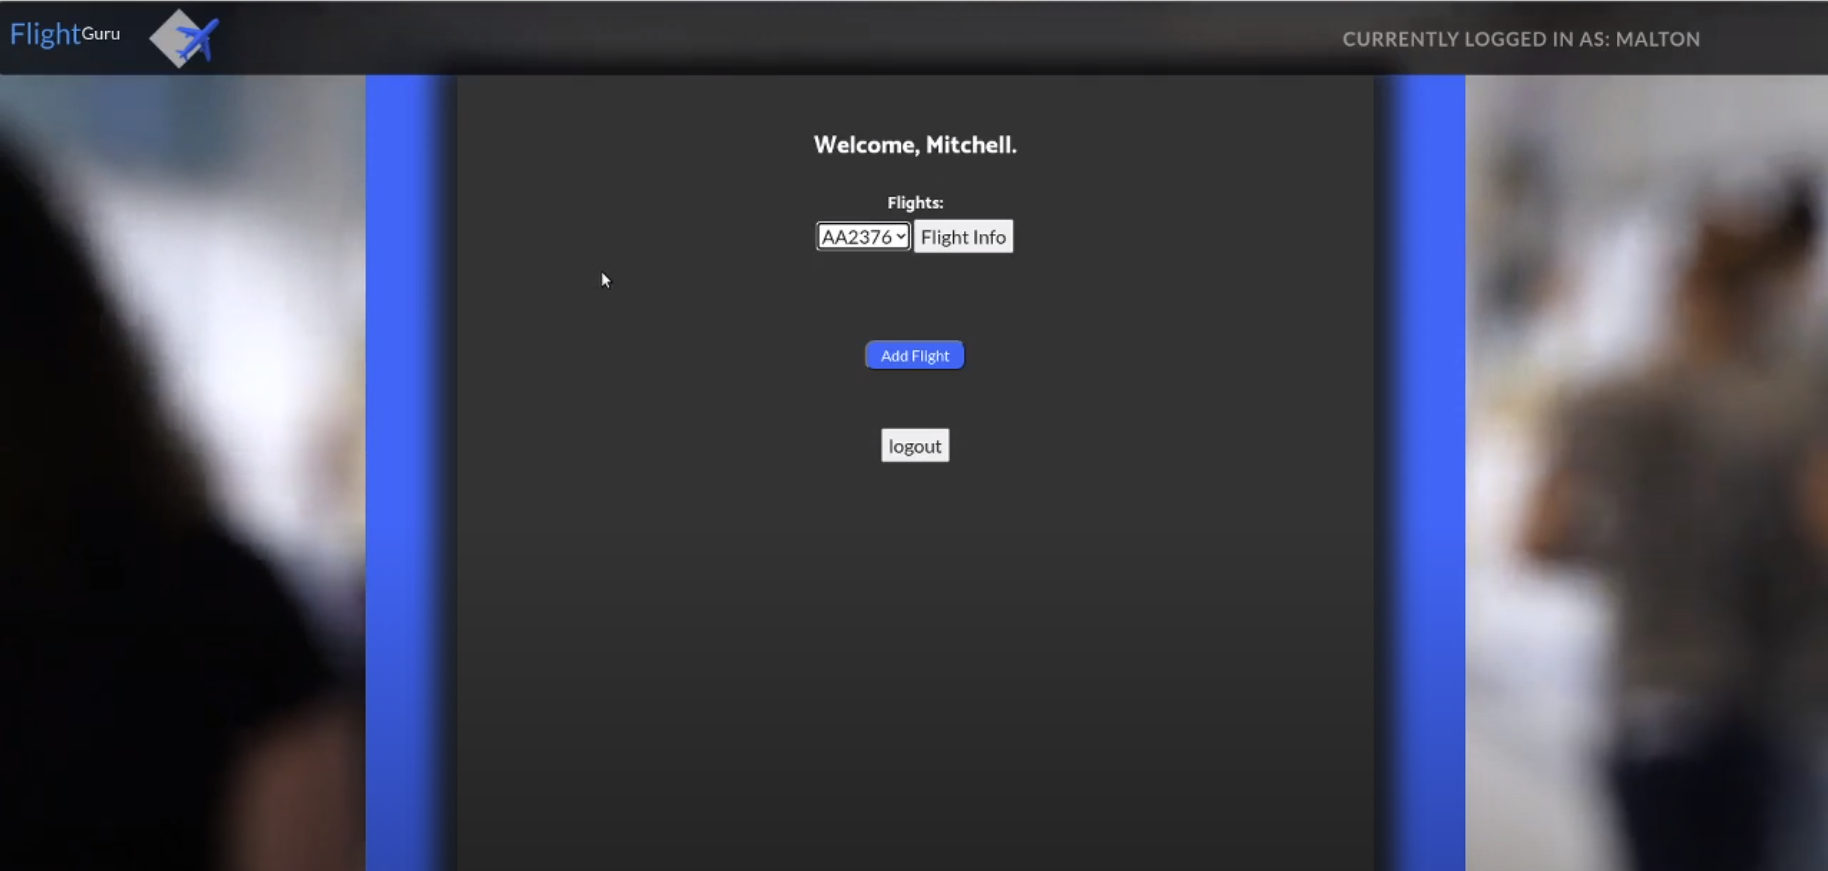 FlightGuru
CURRENTLY LOGGED IN AS: MALTON
Welcome, Mitchell.
Flights:
AA2376 Flight Info
Add Flight
logout